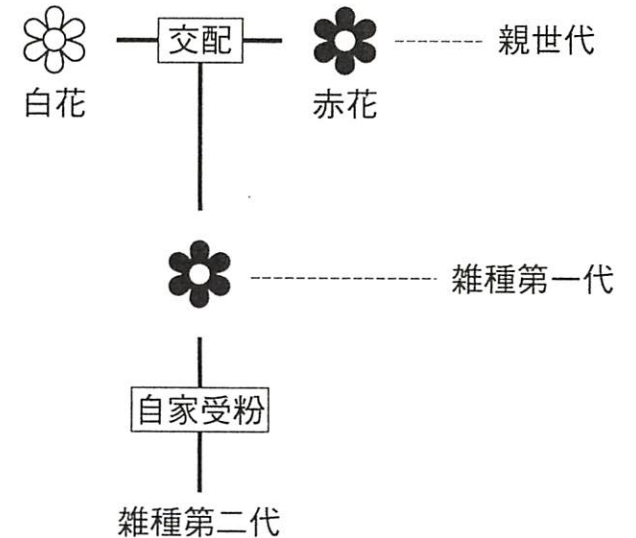 交配
親世代
白花
赤花
雑種第一代
自家受粉
雑種第二代